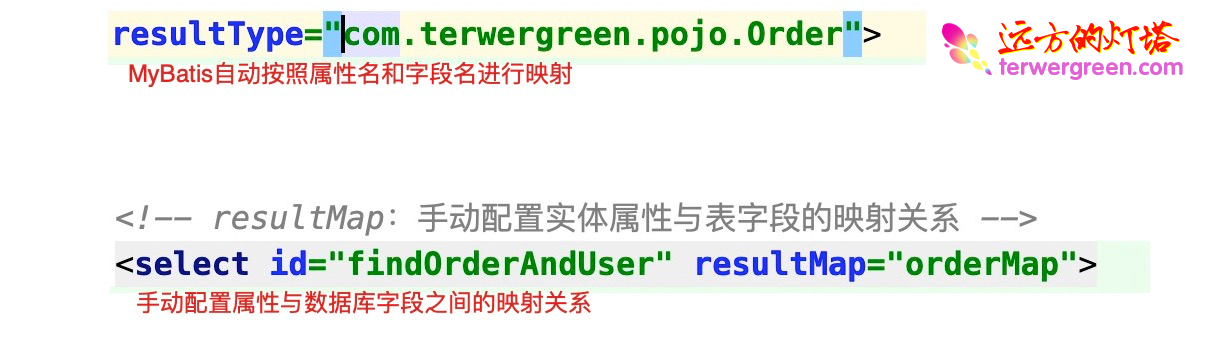 resultType="com.terwergreen.pojo.Order">
远方的灯塔
terwergreen.com
MyBatis自动按照属性名和字段名进行映射
<!-- resultMap：手动配置实体属性与表字段的映射关系 -->
<select id="findOrderAndUser" resultMap="orderMap">
手动配置属性与数据库字段之间的映射关系